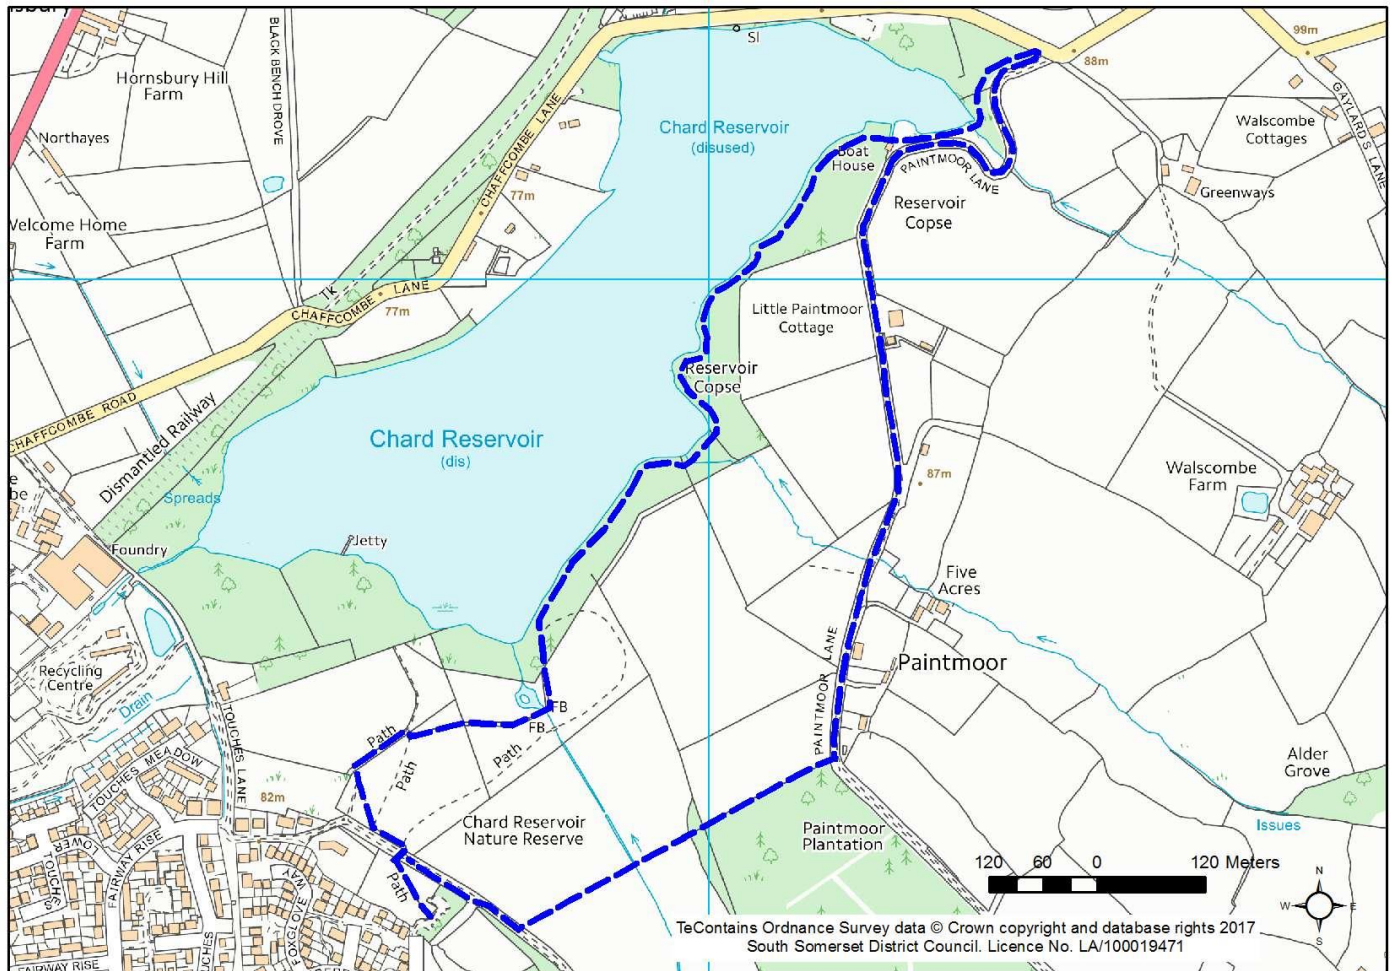 sbury
BLACK BENCH DROVE
Hornsbury Hill
Farm
Northayes
Welcome Home
Farm
CHAFFCOMBE LANE
77m
SI
Chard Reservoir
(disused)
88m
99m
GAYLARDS LANE
Walscombe
Cottages
Greenways
Boat
House
PAINTMOOR LANE
Reservoir
Copse
TK
CHAFFCOMBE LANE
77m
Little Paintmoor
Cottage
Reservoir
Copse
CHAFFCOMBE ROAD
Dismantled Railway
Spreads
Chard Reservoir
(dis)
87m
Walscombe
Farm
e
be
Foundry
Jetty
Five
Acres
Recycling
Centre
Drain
PAINTMOOR LANE
Paintmoor
FB
FB
Path
Path
Path
TOUCHES LANE
TOUCHES MEADOW
82m
Alder
Grove
Issues
Chard Reservoir
Nature Reserve
Paintmoor
Plantation
FAIRWAY RISE
OWER
TOUCHES
Path
FOXGLOVE WAY
TOUCHES
FAIRWAY RISE
120 60 0 120 Meters
N
W E
S
TeContains Ordnance Survey data © Crown copyright and database rights 2017
South Somerset District Council. Licence No. LA/100019471